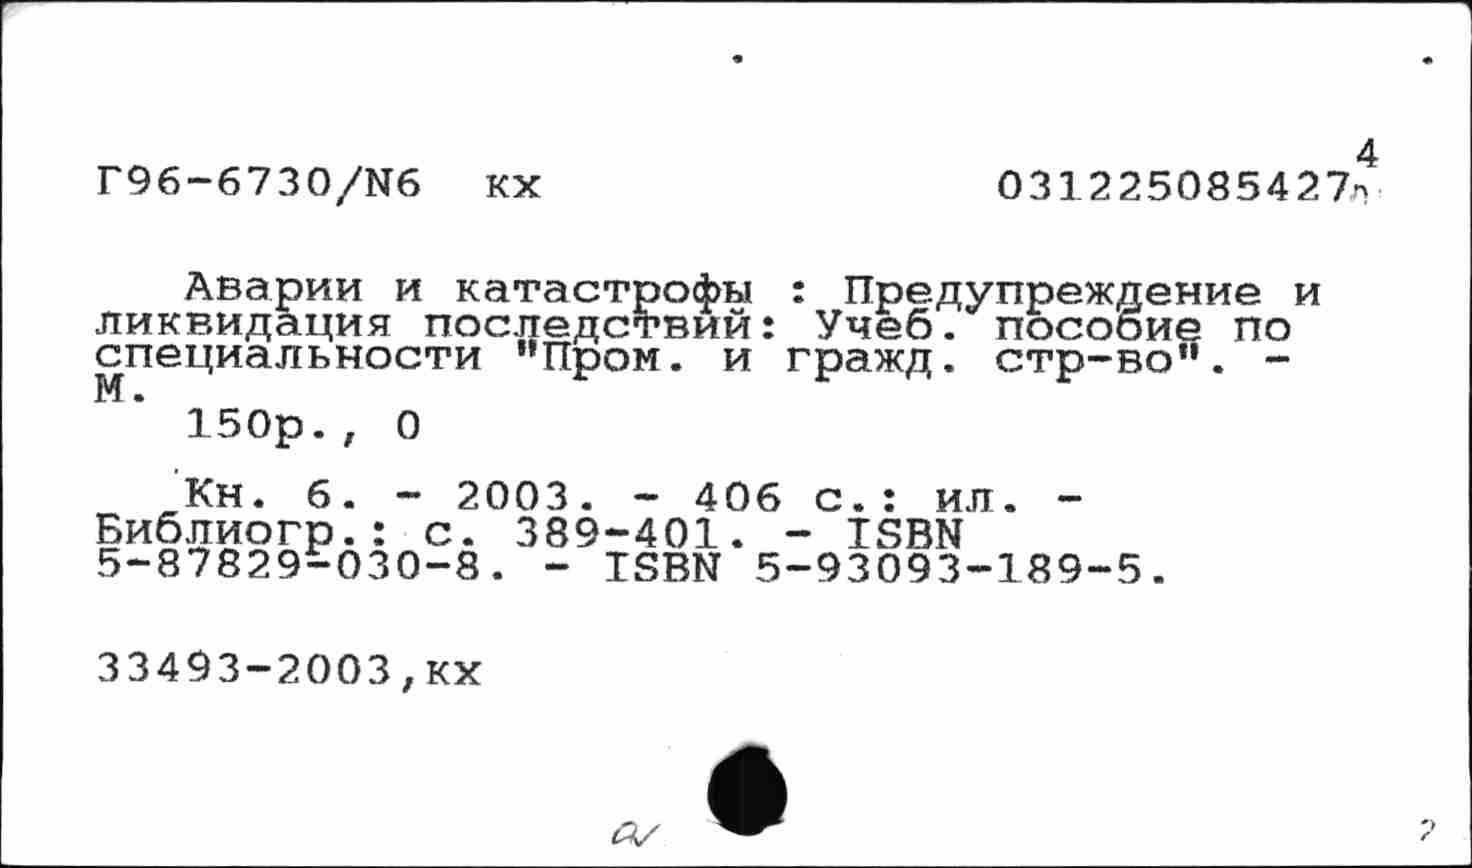 4
Г96-6730/N6 кх 031225085427
Аварии и катастрофы : Предупреждение и
ликвидация последствий: Учеб. пособие по
специальности "Пром. и гражд. стр-во". -
М.
150р., 0
Кн. 6. - 2003. - 406 с.: ил. -
Библиогр.: с. 389-401. - ISBN
5-87829-030-8. - ISBN 5-93093-189-5.
33493-2003,кх